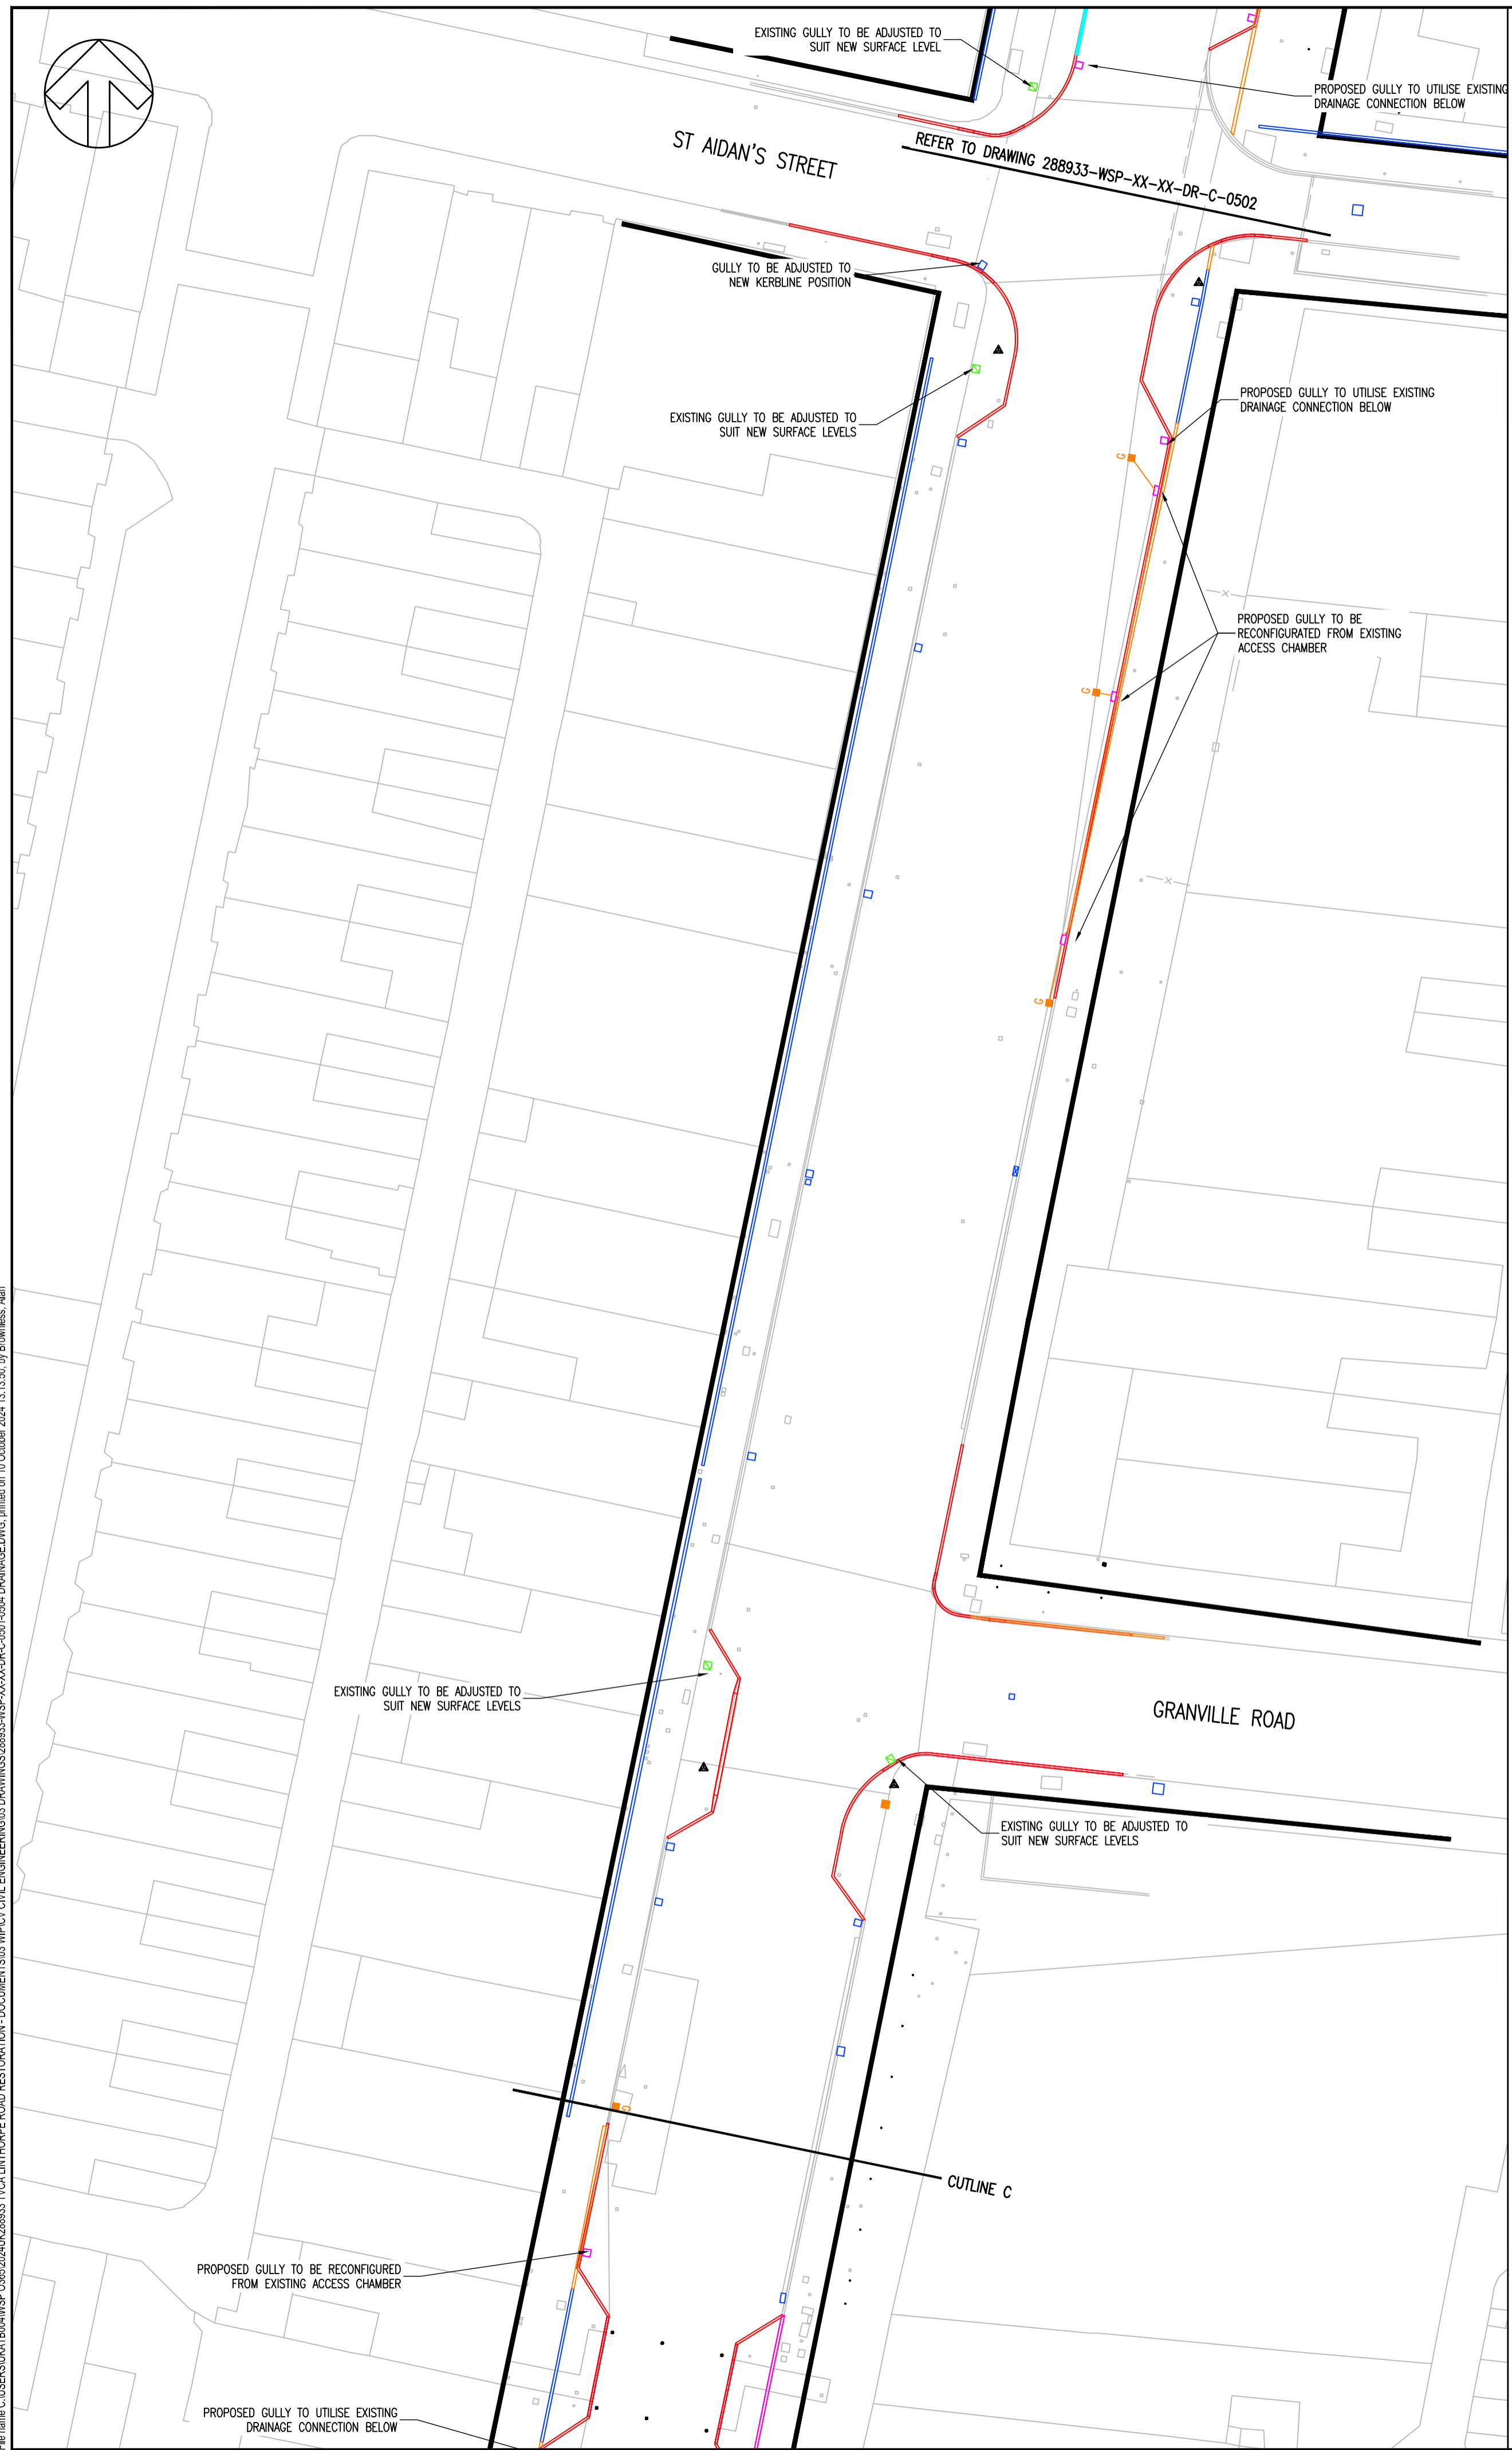 EXISTING GULLY TO BE ADJUSTED TO
SUIT NEW SURFACE LEVEL
PROPOSED GULLY TO UTILISE EXISTING
DRAINAGE CONNECTION BELOW
ST AIDAN'S STREET
REFER TO DRAWING 288933-WSP-XX-XX-DR-C-0502
GULLY TO BE ADJUSTED TO
NEW KERBLINE POSITION
EXISTING GULLY TO BE ADJUSTED TO
SUIT NEW SURFACE LEVELS
PROPOSED GULLY TO UTILISE EXISTING
DRAINAGE CONNECTION BELOW
G
PROPOSED GULLY TO BE
RECONFIGURATED FROM EXISTING
ACCESS CHAMBER
G
G
EXISTING GULLY TO BE ADJUSTED TO
SUIT NEW SURFACE LEVELS
GRANVILLE ROAD
EXISTING GULLY TO BE ADJUSTED TO
SUIT NEW SURFACE LEVELS
G
CUTLINE C
PROPOSED GULLY TO BE RECONFIGURED
FROM EXISTING ACCESS CHAMBER
PROPOSED GULLY TO UTILISE EXISTING
DRAINAGE CONNECTION BELOW